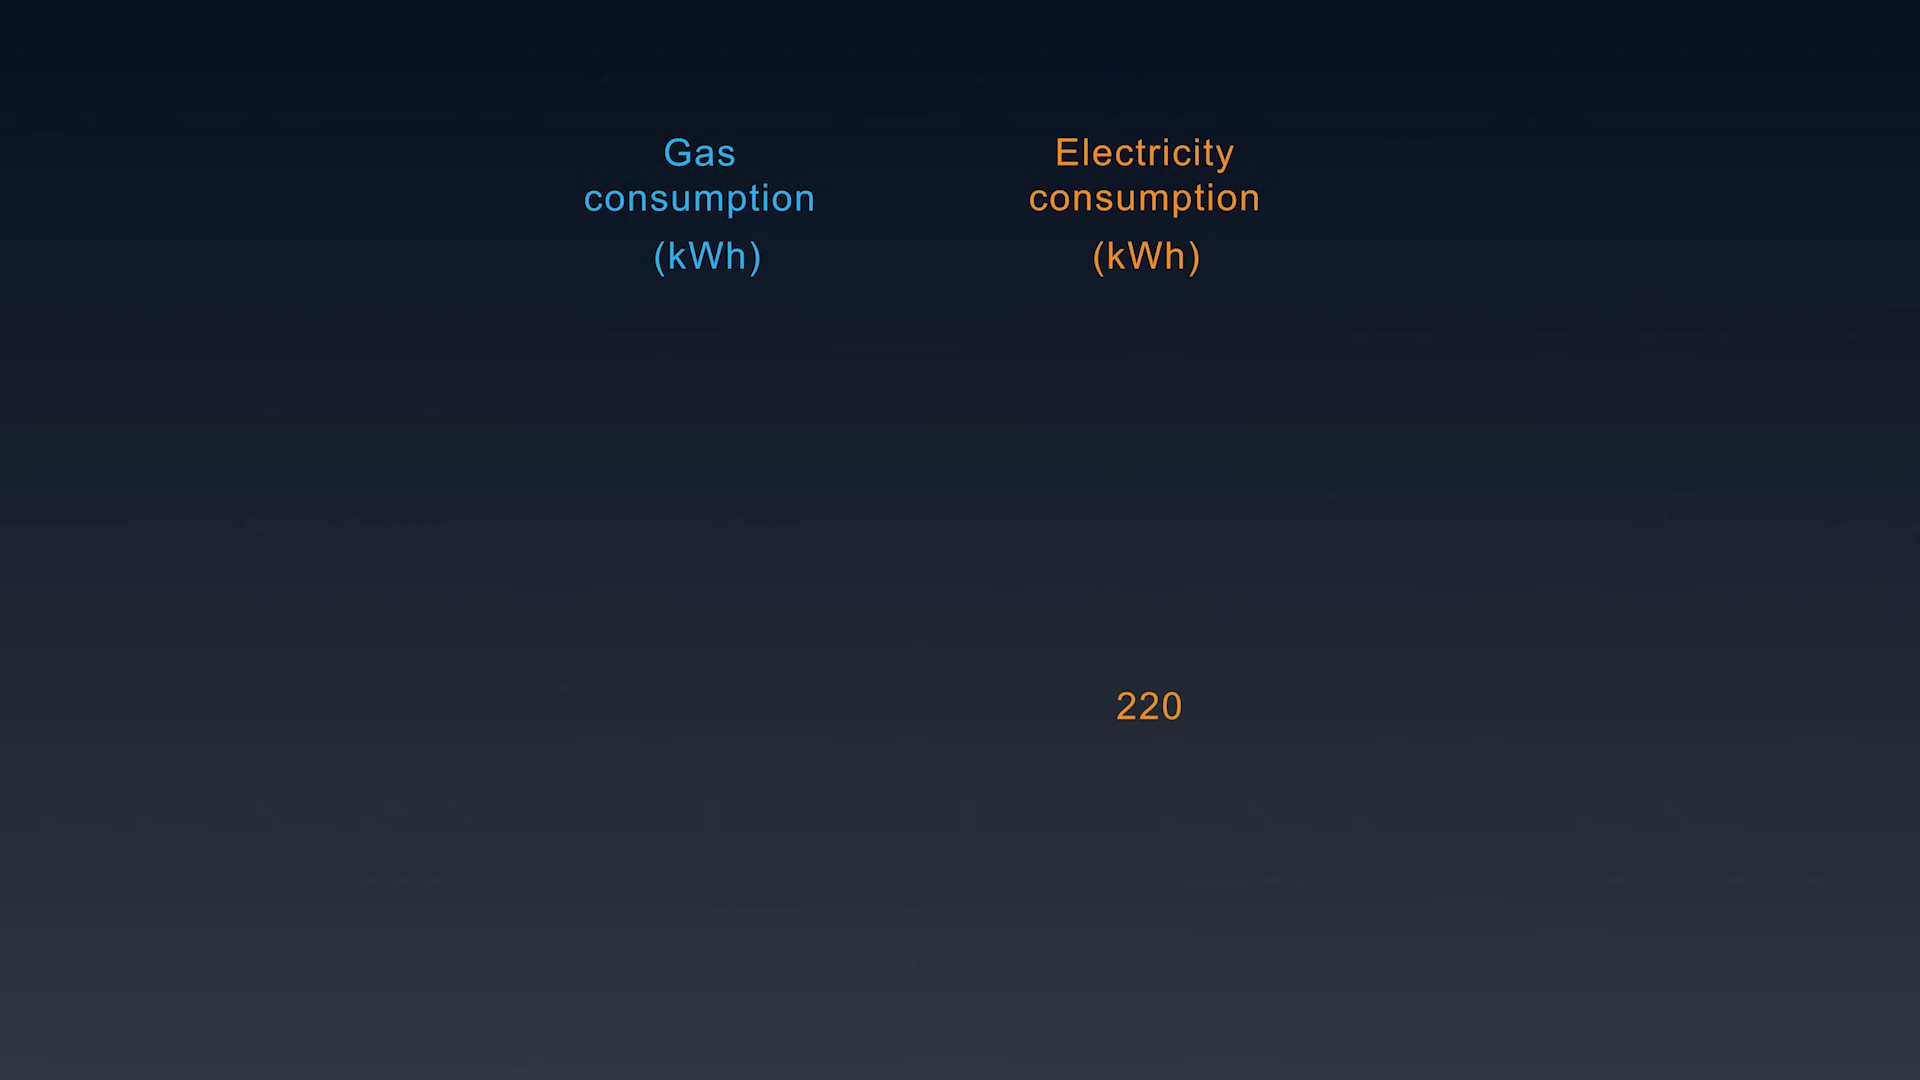 Gas
consumption
(kWh)
Electricity
consumption
(kWh)
220